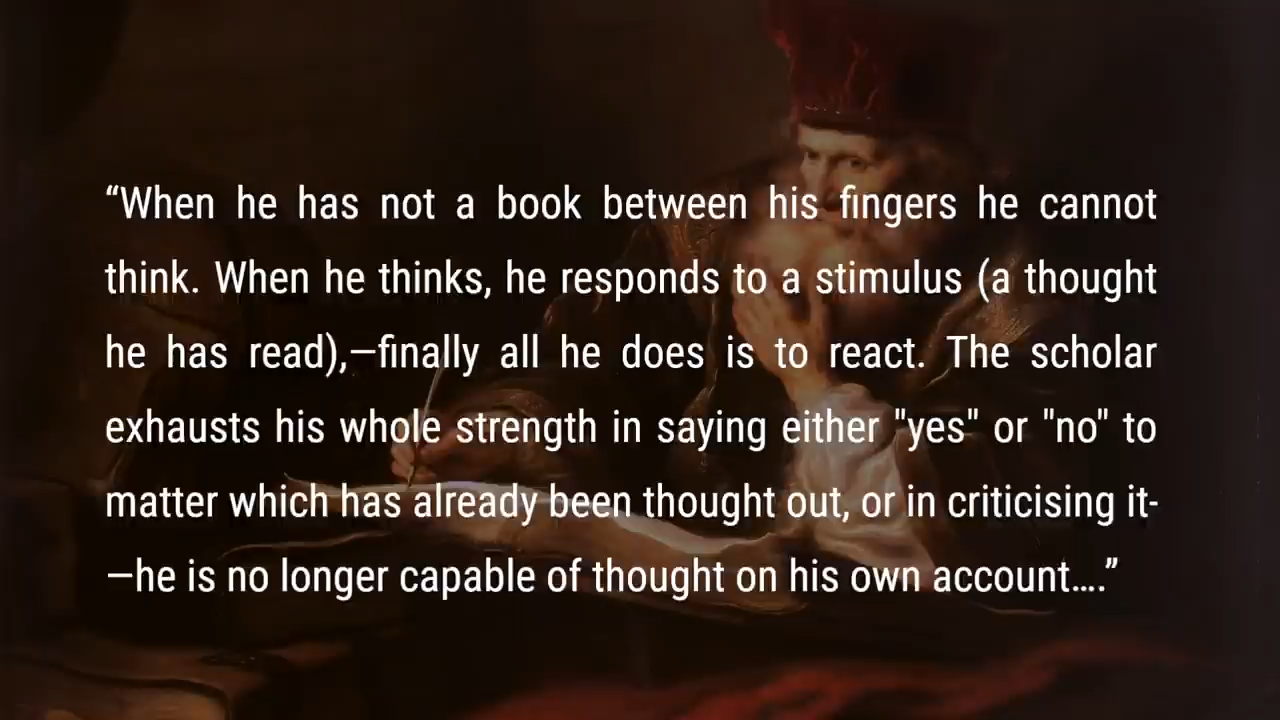 “When he has not a book between his fingers he cannot
think. When he thinks, he responds to a stimulus (a thought
he has read),—finally all he does is to react. The scholar
exhausts his whole strength in saying either "yes" or "no" to
matter which has already been thought out, or in criticising it-
—he is no longer capable of thought on his own account....”